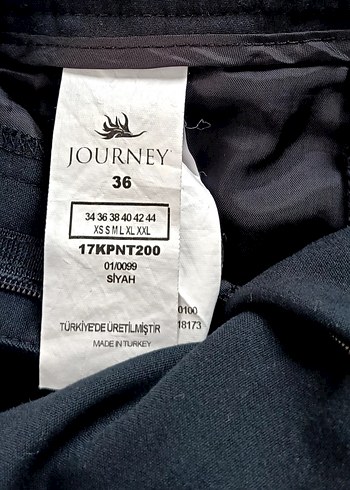 JOURNEY
36
34 36 38 40 42 44
XS S M L XL XXL
17KPNT200
01/0099
SİYAH
0100
TÜRKİYE'DE ÜRETİLMİŞTİR
18173
MADE IN TURKEY